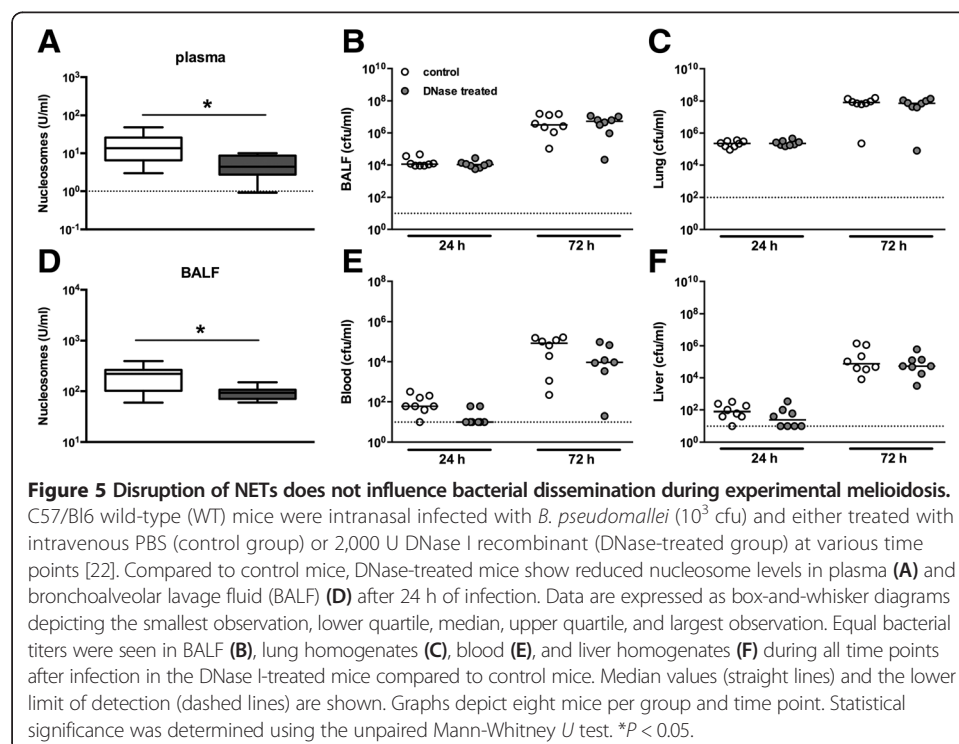 A
plasma
Nucleosomes (U/ml)
10³
10²
10¹
10⁰
10⁻¹
*
B
control
DNase treated
BALF (cfu/ml)
10¹⁰
10⁸
10⁶
10⁴
10²
10⁰
24 h
72 h
C
Lung (cfu/ml)
10¹⁰
10⁸
10⁶
10⁴
10²
10⁰
24 h
72 h
D
BALF
Nucleosomes (U/ml)
10⁴
10³
10²
10¹
*
E
Blood (cfu/ml)
10⁸
10⁶
10⁴
10²
10⁰
24 h
72 h
F
Liver (cfu/ml)
10⁸
10⁶
10⁴
10²
10⁰
24 h
72 h
Figure 5 Disruption of NETs does not influence bacterial dissemination during experimental melioidosis.
C57/Bl6 wild-type (WT) mice were intranasal infected with B. pseudomallei (10³ cfu) and either treated with
intravenous PBS (control group) or 2,000 U DNase I recombinant (DNase-treated group) at various time
points [22]. Compared to control mice, DNase-treated mice show reduced nucleosome levels in plasma (A) and
bronchoalveolar lavage fluid (BALF) (D) after 24 h of infection. Data are expressed as box-and-whisker diagrams
depicting the smallest observation, lower quartile, median, upper quartile, and largest observation. Equal bacterial
titers were seen in BALF (B), lung homogenates (C), blood (E), and liver homogenates (F) during all time points
after infection in the DNase I-treated mice compared to control mice. Median values (straight lines) and the lower
limit of detection (dashed lines) are shown. Graphs depict eight mice per group and time point. Statistical
significance was determined using the unpaired Mann-Whitney U test. *P < 0.05.